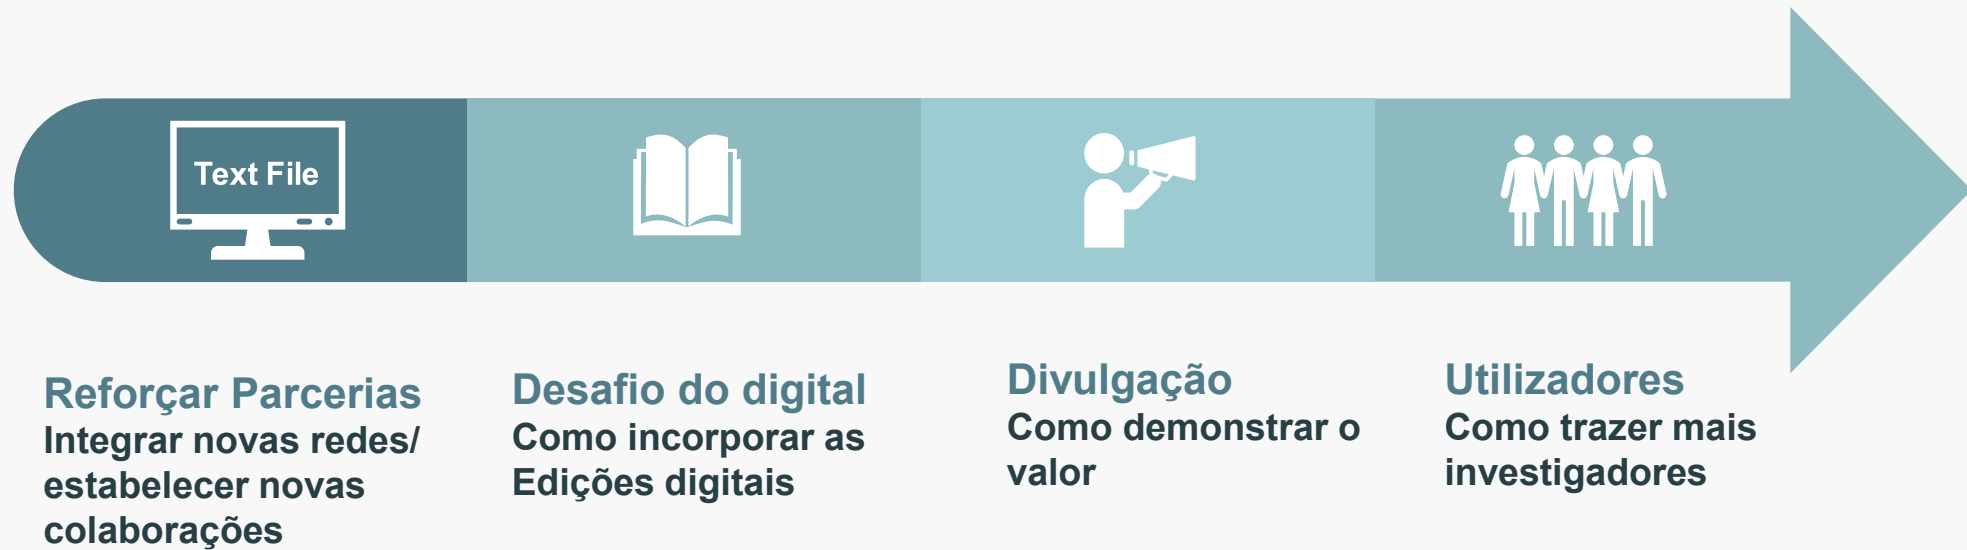 Text File
Reforçar Parcerias
Integrar novas redes/
estabelecer novas
colaborações
Desafio do digital
Como incorporar as
Edições digitais
Divulgação
Como demonstrar o
valor
Utilizadores
Como trazer mais
investigadores